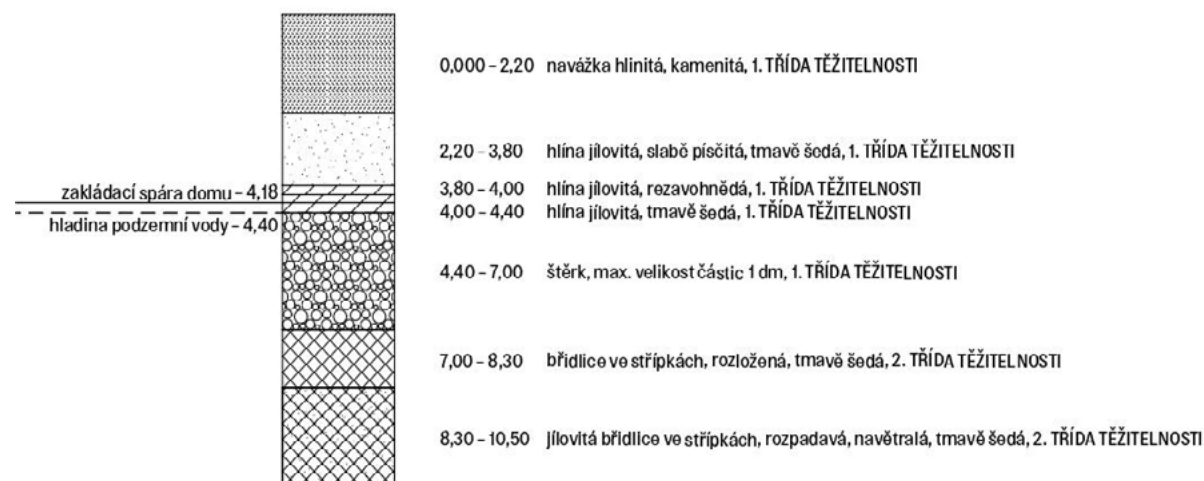 0,000 – 2,20 navážka hlinitá, kamenitá, 1. TŘÍDA TĚŽITELNOSTI
2,20 – 3,80 hlína jílovitá, slabě písčitá, tmavě šedá, 1. TŘÍDA TĚŽITELNOSTI
zakládací spára domu – 4,18
3,80 – 4,00 hlína jílovitá, rezavohnědá, 1. TŘÍDA TĚŽITELNOSTI
4,00 – 4,40 hlína jílovitá, tmavě šedá, 1. TŘÍDA TĚŽITELNOSTI
hladina podzemní vody – 4,40
4,40 – 7,00 štěrk, max. velikost částic 1 dm, 1. TŘÍDA TĚŽITELNOSTI
7,00 – 8,30 břidlice ve střípkách, rozložená, tmavě šedá, 2. TŘÍDA TĚŽITELNOSTI
8,30 – 10,50 jílovitá břidlice ve střípkách, rozpadavá, navětralá, tmavě šedá, 2. TŘÍDA TĚŽITELNOSTI